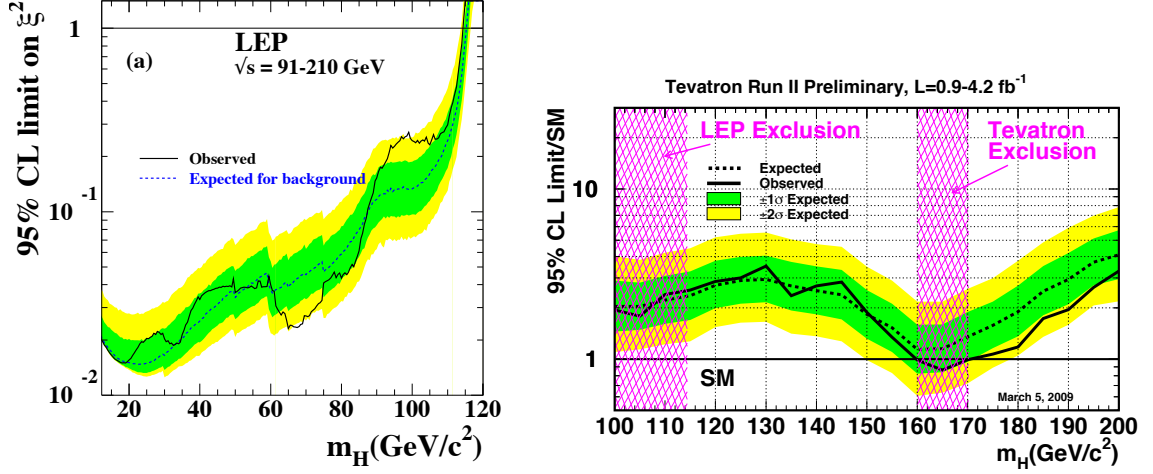 95% CL limit on ξ²
1
10⁻¹
10⁻²
(a)
LEP
√s = 91-210 GeV
Observed
Expected for background
20 40 60 80 100 120
m_H(GeV/c²)
Tevatron Run II Preliminary, L=0.9-4.2 fb⁻¹
95% CL Limit/SM
10
1
LEP Exclusion
Tevatron
Exclusion
Expected
Observed
±1σ Expected
±2σ Expected
SM
March 5, 2009
100 110 120 130 140 150 160 170 180 190 200
m_H(GeV/c²)